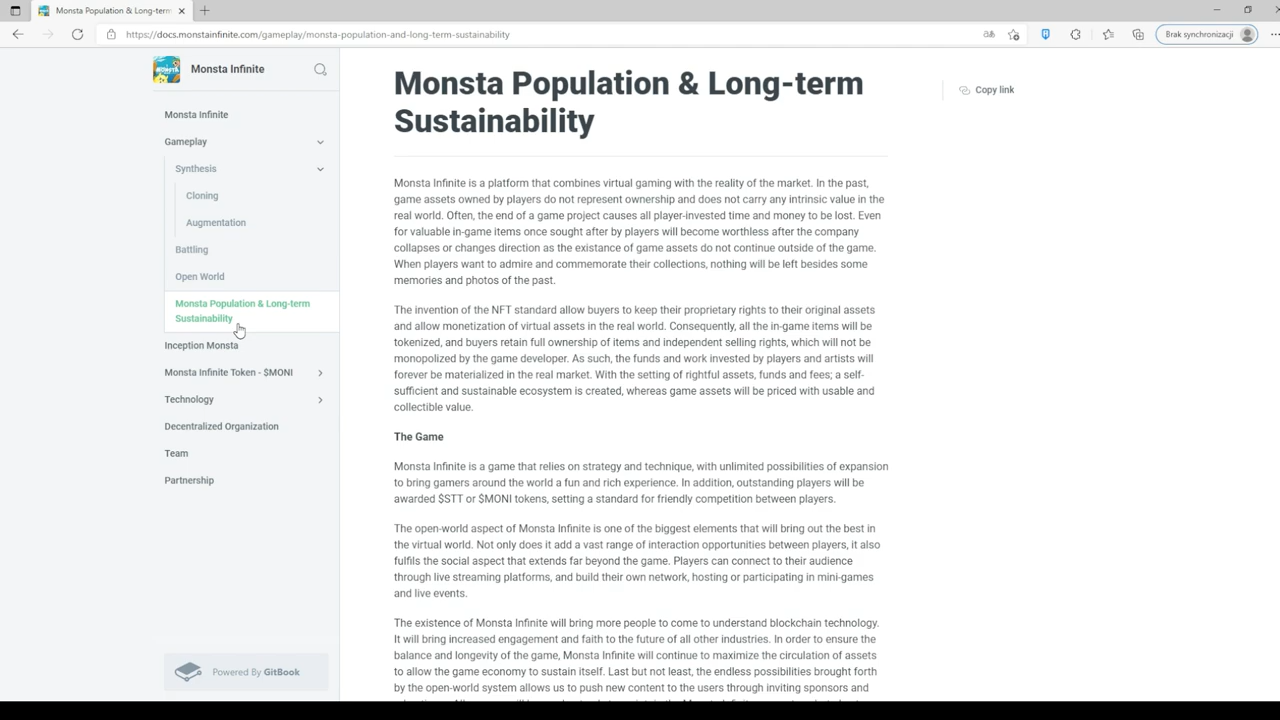 Monsta Population & Long-term
https://docs.monstainfinite.com/gameplay/monsta-population-and-long-term-sustainability
Brak synchronizacji
Monsta Infinite
Monsta Infinite
Gameplay
Synthesis
Cloning
Augmentation
Battling
Open World
Monsta Population & Long-term
Sustainability
Inception Monsta
Monsta Infinite Token - $MONI
Technology
Decentralized Organization
Team
Partnership
Powered By GitBook
Monsta Population & Long-term
Sustainability
Copy link
Monsta Infinite is a platform that combines virtual gaming with the reality of the market. In the past,
game assets owned by players do not represent ownership and does not carry any intrinsic value in the
real world. Often, the end of a game project causes all player-invested time and money to be lost. Even
for valuable in-game items once sought after by players will become worthless after the company
collapses or changes direction as the existance of game assets do not continue outside of the game.
When players want to admire and commemorate their collections, nothing will be left besides some
memories and photos of the past.
The invention of the NFT standard allow buyers to keep their proprietary rights to their original assets
and allow monetization of virtual assets in the real world. Consequently, all the in-game items will be
tokenized, and buyers retain full ownership of items and independent selling rights, which will not be
monopolized by the game developer. As such, the funds and work invested by players and artists will
forever be materialized in the real market. With the setting of rightful assets, funds and fees; a self-
sufficient and sustainable ecosystem is created, whereas game assets will be priced with usable and
collectible value.
The Game
Monsta Infinite is a game that relies on strategy and technique, with unlimited possibilities of expansion
to bring gamers around the world a fun and rich experience. In addition, outstanding players will be
awarded $STT or $MONI tokens, setting a standard for friendly competition between players.
The open-world aspect of Monsta Infinite is one of the biggest elements that will bring out the best in
the virtual world. Not only does it add a vast range of interaction opportunities between players, it also
fulfils the social aspect that extends far beyond the game. Players can connect to their audience
through live streaming platforms, and build their own network, hosting or participating in mini-games
and live events.
The existence of Monsta Infinite will bring more people to come to understand blockchain technology.
It will bring increased engagement and faith to the future of all other industries. In order to ensure the
balance and longevity of the game, Monsta Infinite will continue to maximize the circulation of assets
to allow the game economy to sustain itself. Last but not least, the endless possibilities brought forth
by the open-world system allows us to push new content to the users through inviting sponsors and